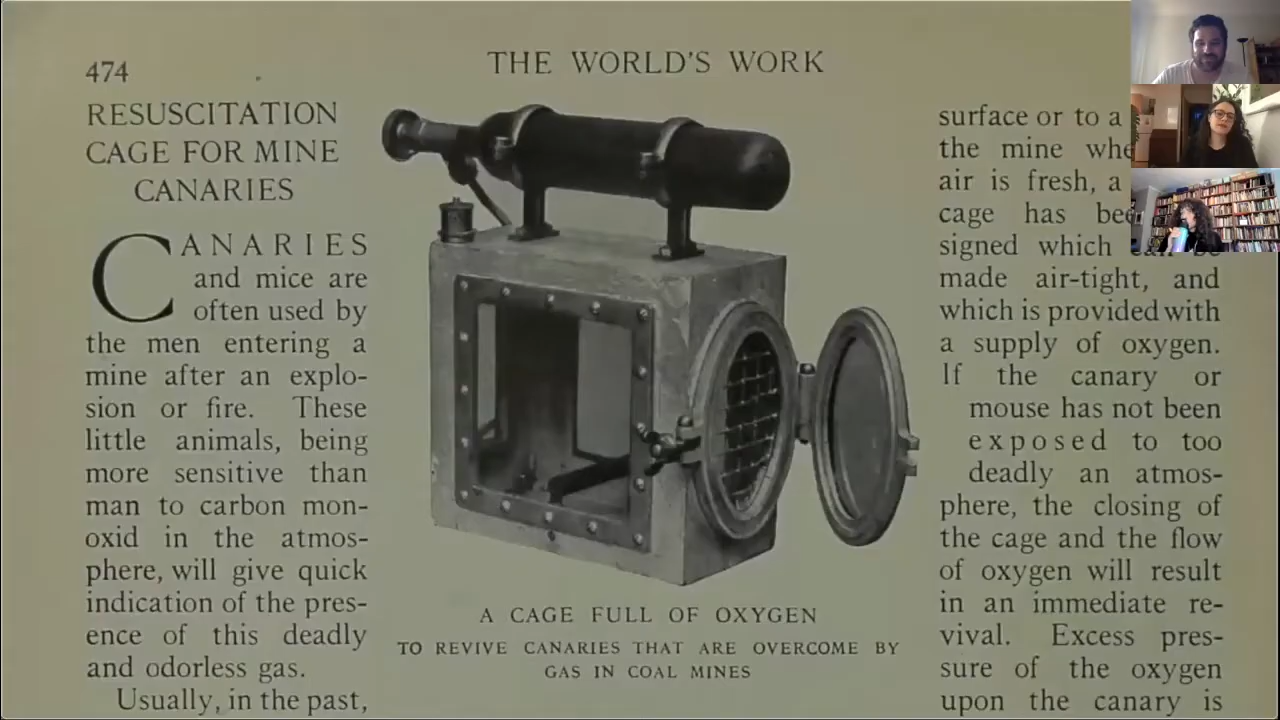 474
THE WORLD'S WORK
RESUSCITATION
CAGE FOR MINE
CANARIES
CANARIES
and mice are
often used by
the men entering a
mine after an explo-
sion or fire. These
little animals, being
more sensitive than
man to carbon mon-
oxid in the atmos-
phere, will give quick
indication of the pres-
ence of this deadly
and odorless gas.
Usually, in the past,
A CAGE FULL OF OXYGEN
TO REVIVE CANARIES THAT ARE OVERCOME BY
GAS IN COAL MINES
surface or to a
the mine
air is fresh, a
cage has
signed which can be
made air-tight, and
which is provided with
a supply of oxygen.
If the canary or
mouse has not been
exposed to too
deadly an atmos-
phere, the closing of
the cage and the flow
of oxygen will result
in an immediate re-
vival. Excess pres-
sure of the oxygen
upon the canary is